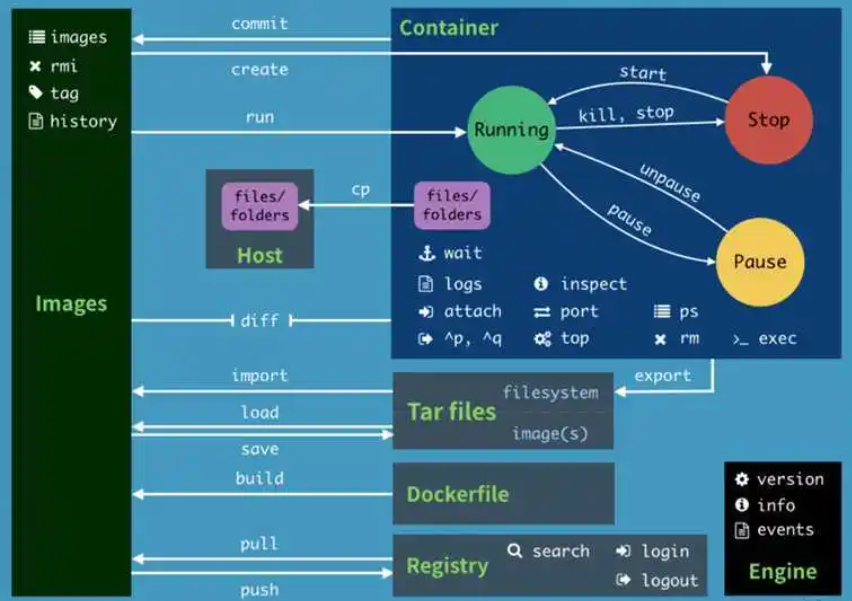 images
rmi
tag
history
Images
commit
create
run
Container
start
Running
kill, stop
Stop
unpause
pause
Pause
files/
folders
Host
cp
files/
folders
wait
logs
inspect
attach
port
ps
^p, ^q
top
rm
>_ exec
diff
import
export
filesystem
load
Tar files
image(s)
save
build
Dockerfile
pull
push
Registry
search
login
logout
version
info
events
Engine